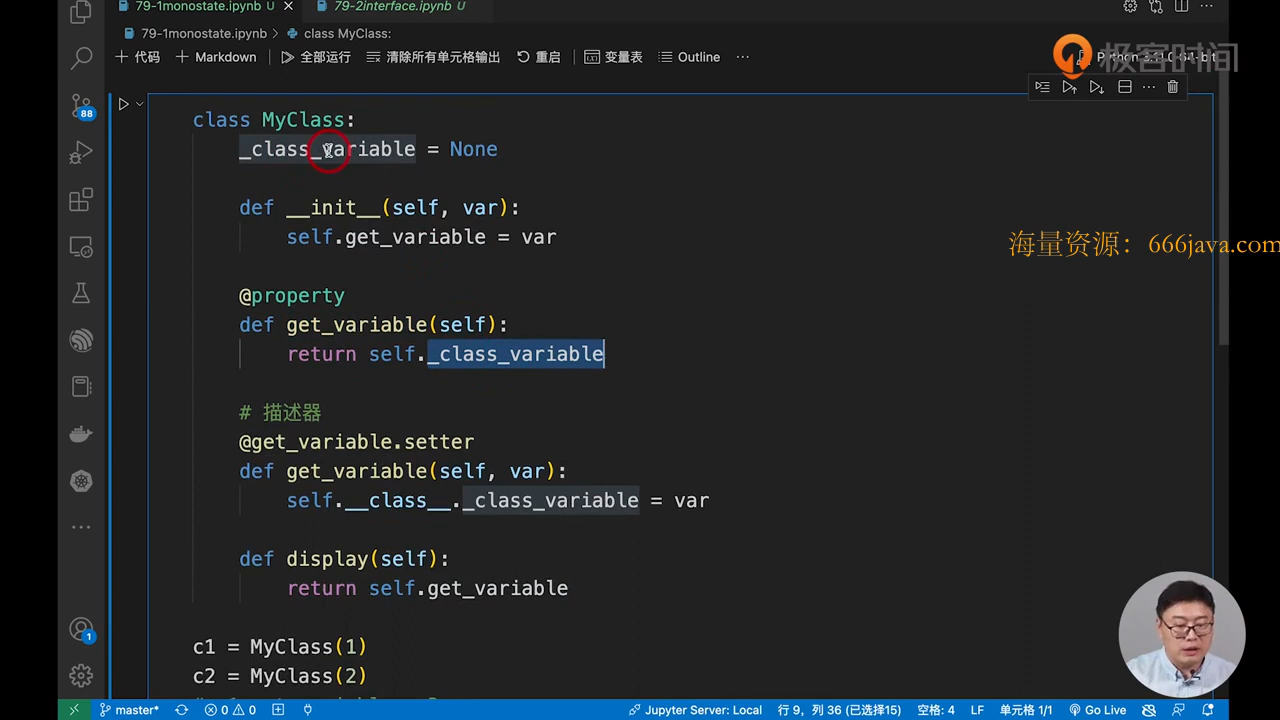 79-1monostate.ipynb U
79-2interface.ipynb U
79-1monostate.ipynb > class MyClass:
+ 代码 + Markdown 全部运行 清除所有单元格输出 重启 变量表 Outline ...
极客时间
海量资源：666java.com
class MyClass:
_class_variable = None
def __init__(self, var):
self.get_variable = var
@property
def get_variable(self):
return self._class_variable
# 描述器
@get_variable.setter
def get_variable(self, var):
self.__class__._class_variable = var
def display(self):
return self.get_variable
c1 = MyClass(1)
c2 = MyClass(2)
88
1
master* 0 0 Jupyter Server: Local 行 9，列 36 (已选择15) 空格: 4 LF 单元格 1/1 Go Live